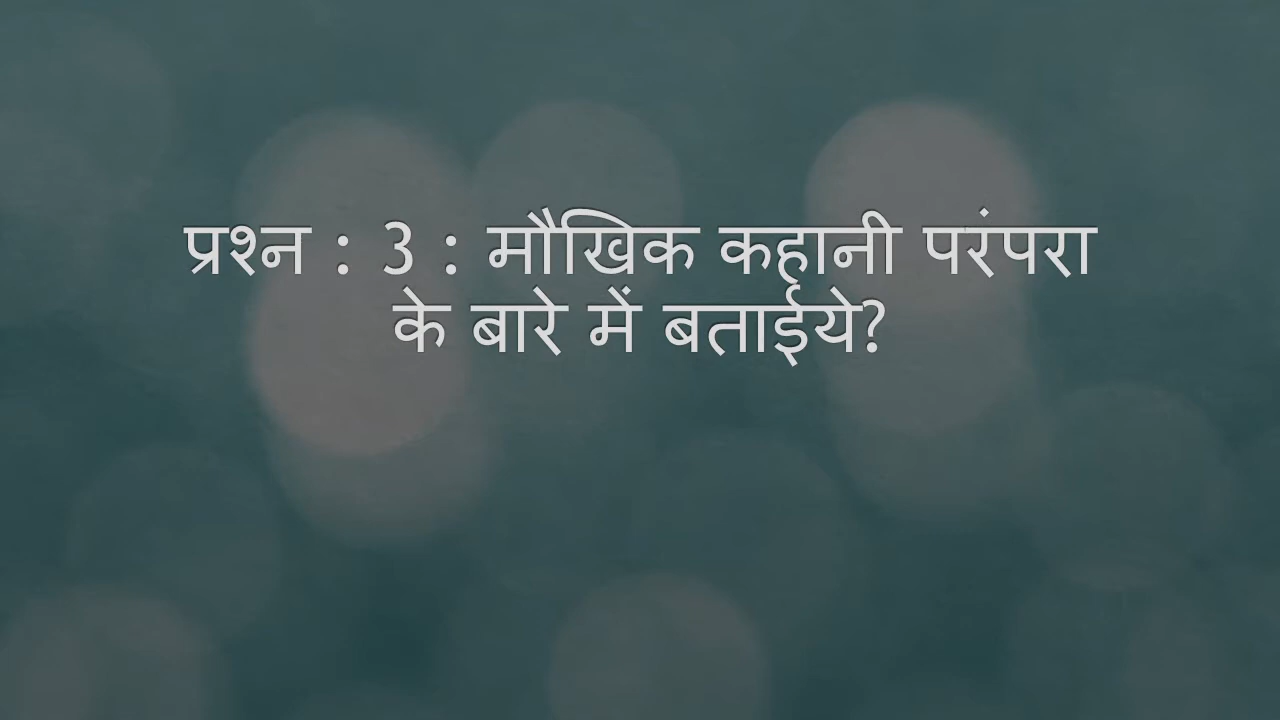 प्रश्न : 3 : मौखिक कहानी परंपरा
के बारे में बताईये?